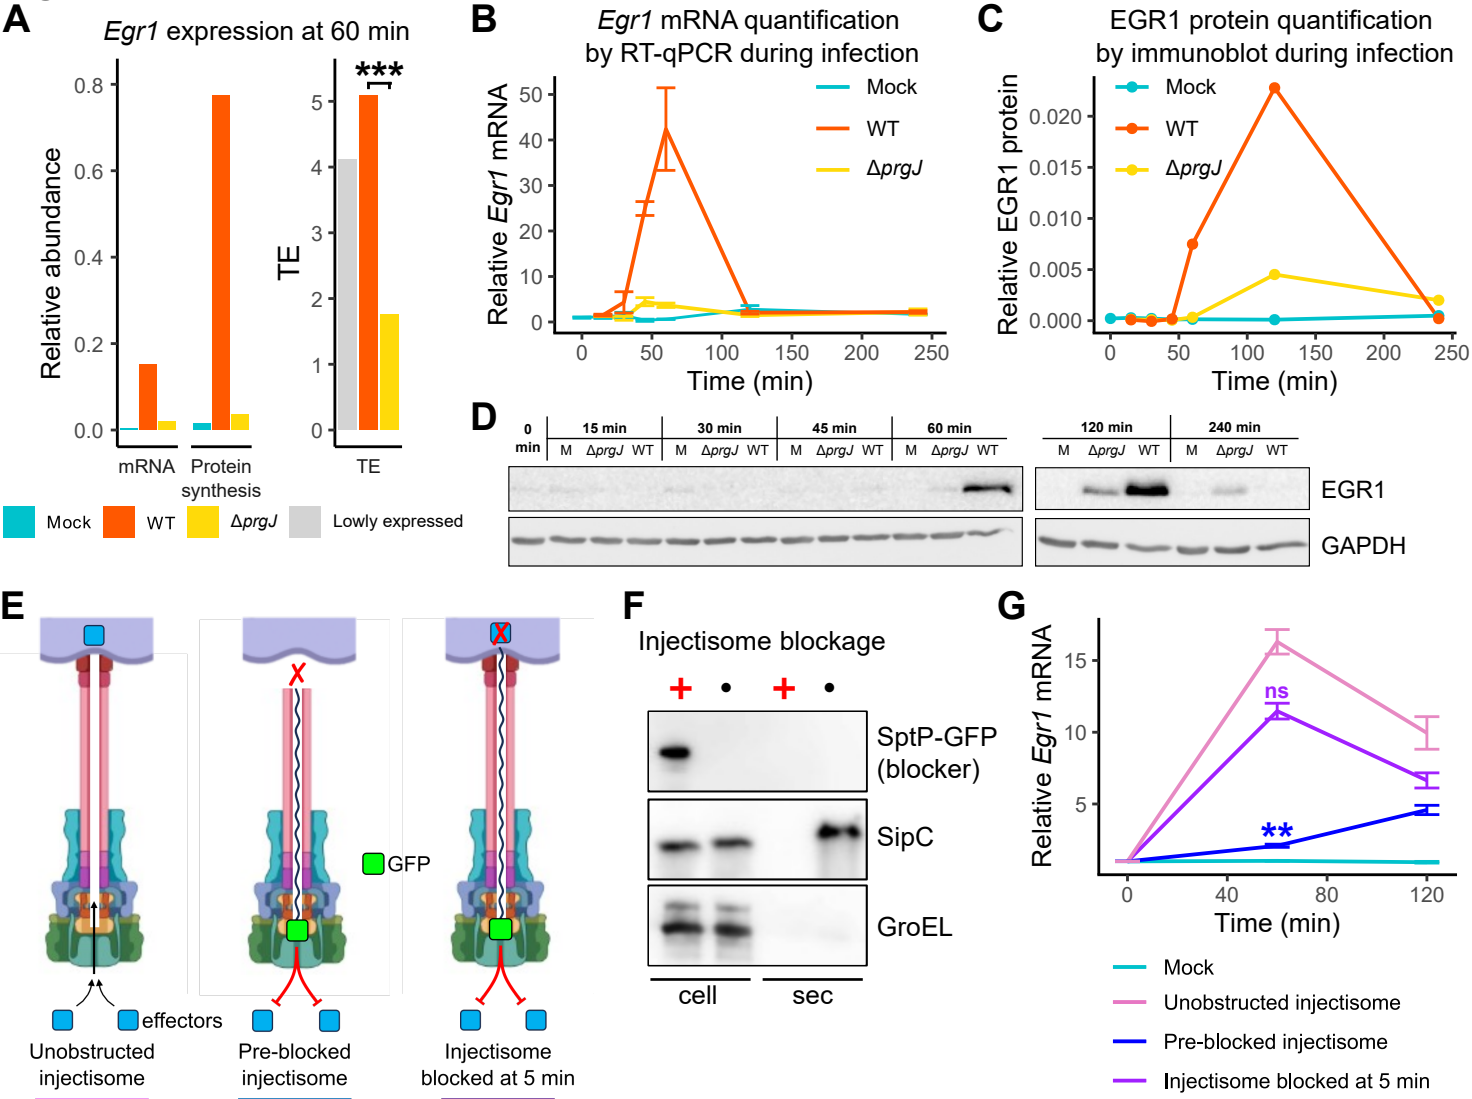 A
Egr1 expression at 60 min
Relative abundance
0.8
0.6
0.4
0.2
0.0
mRNA
Protein
synthesis
***
TE
5
4
3
2
1
0
TE
Mock
WT
ΔprgJ
Lowly expressed
B
Egr1 mRNA quantification
by RT-qPCR during infection
Relative Egr1 mRNA
50
40
30
20
10
0
0 50 100 150 200 250
Time (min)
Mock
WT
ΔprgJ
C
EGR1 protein quantification
by immunoblot during infection
Relative EGR1 protein
0.020
0.015
0.010
0.005
0.000
0 50 100 150 200 250
Time (min)
Mock
WT
ΔprgJ
D
0 min
15 min 30 min 45 min 60 min 120 min 240 min
M ΔprgJ WT M ΔprgJ WT M ΔprgJ WT M ΔprgJ WT M ΔprgJ WT M ΔprgJ WT
EGR1
GAPDH
E
X
X
GFP
effectors
Unobstructed
injectisome
Pre-blocked
injectisome
Injectisome
blocked at 5 min
F
Injectisome blockage
+ • + •
SptP-GFP
(blocker)
SipC
GroEL
cell sec
G
Relative Egr1 mRNA
15
10
5
ns
**
0 40 80 120
Time (min)
Mock
Unobstructed injectisome
Pre-blocked injectisome
Injectisome blocked at 5 min